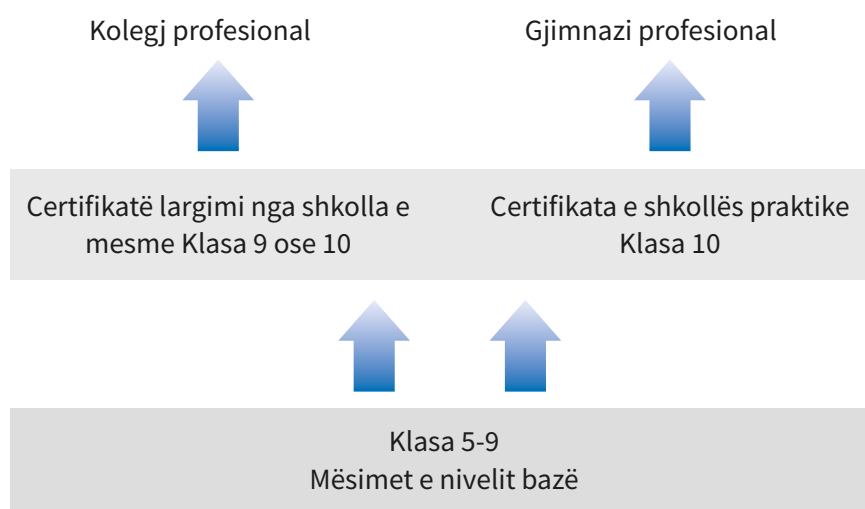 Kolegj profesional
Gjimnazi profesional
Certifikatë largimi nga shkolla e
mesme Klasa 9 ose 10
Certifikata e shkollës praktike
Klasa 10
Klasa 5-9
Mësimet e nivelit bazë